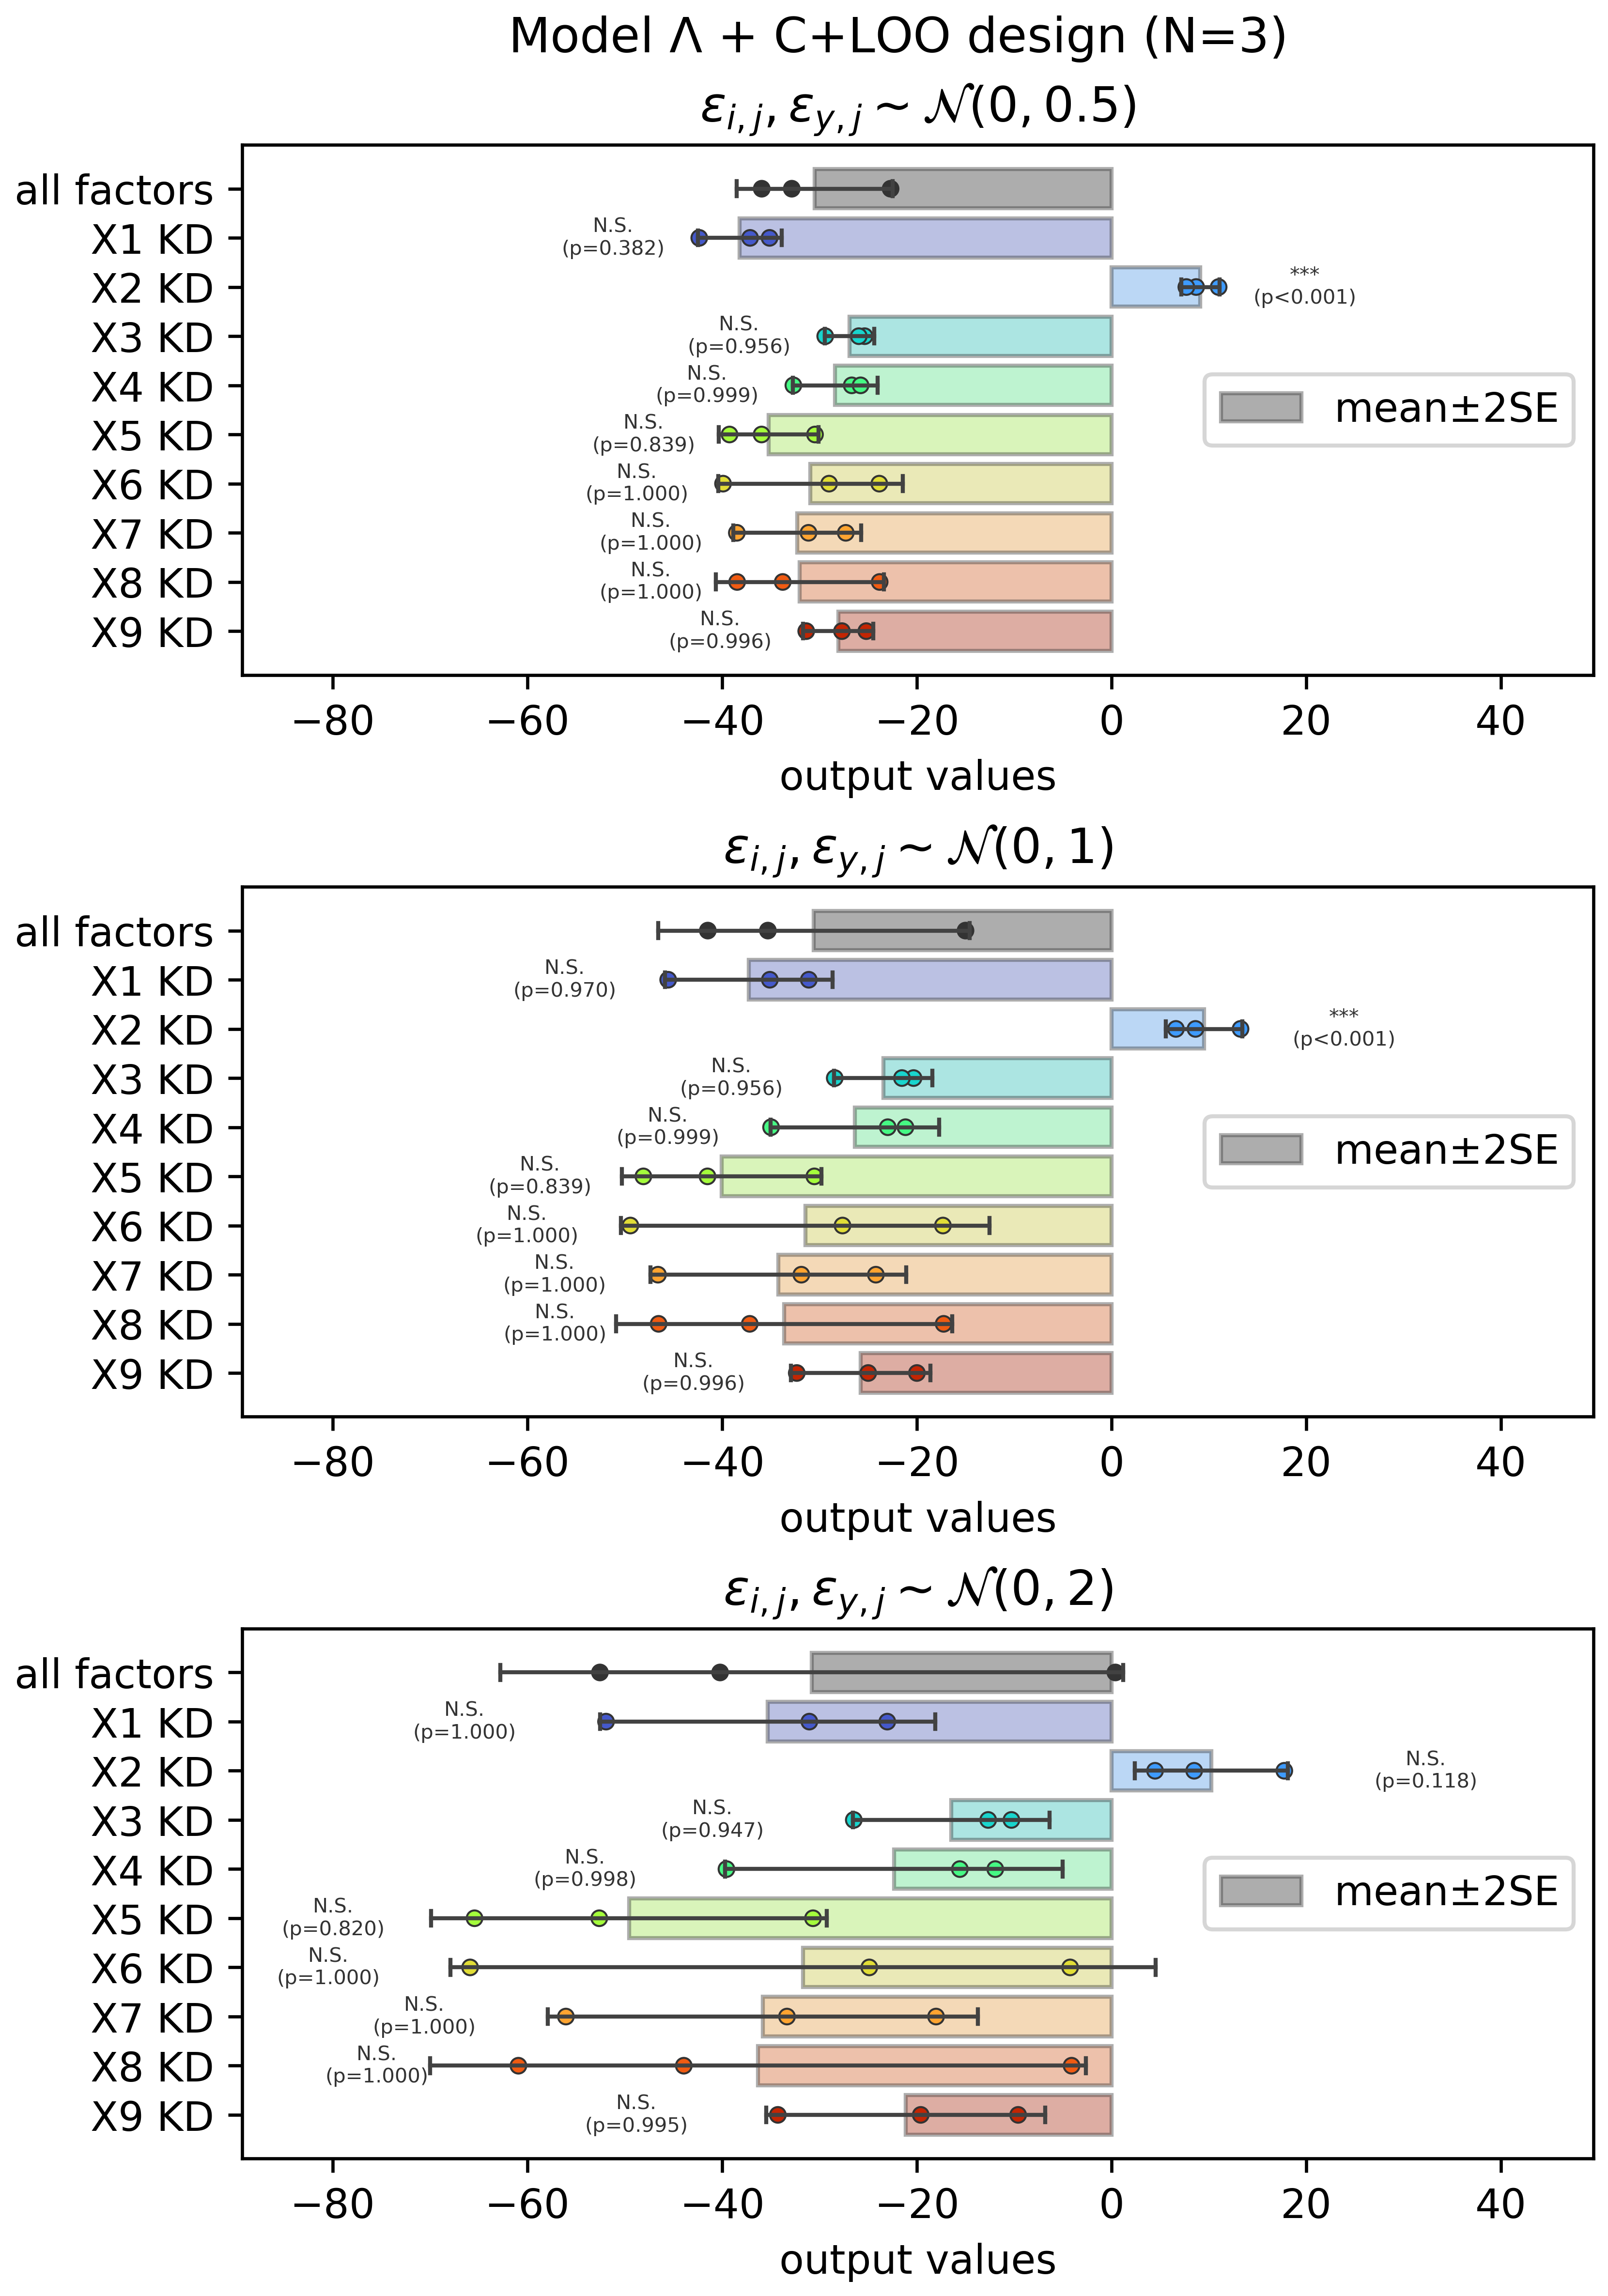 Model Λ + C+LOO design (N=3)
ε_{i,j}, ε_{y,j} ~ 𝒩(0, 0.5)
all factors
X1 KD
N.S.
(p=0.382)
X2 KD
***
(p<0.001)
X3 KD
N.S.
(p=0.956)
X4 KD
N.S.
(p=0.999)
mean±2SE
X5 KD
N.S.
(p=0.839)
X6 KD
N.S.
(p=1.000)
X7 KD
N.S.
(p=1.000)
X8 KD
N.S.
(p=1.000)
X9 KD
N.S.
(p=0.996)
−80 −60 −40 −20 0 20 40
output values
ε_{i,j}, ε_{y,j} ~ 𝒩(0, 1)
all factors
X1 KD
N.S.
(p=0.970)
X2 KD
***
(p<0.001)
X3 KD
N.S.
(p=0.956)
X4 KD
N.S.
(p=0.999)
mean±2SE
X5 KD
N.S.
(p=0.839)
X6 KD
N.S.
(p=1.000)
X7 KD
N.S.
(p=1.000)
X8 KD
N.S.
(p=1.000)
X9 KD
N.S.
(p=0.996)
−80 −60 −40 −20 0 20 40
output values
ε_{i,j}, ε_{y,j} ~ 𝒩(0, 2)
all factors
X1 KD
N.S.
(p=1.000)
X2 KD
N.S.
(p=0.118)
X3 KD
N.S.
(p=0.947)
X4 KD
N.S.
(p=0.998)
mean±2SE
X5 KD
N.S.
(p=0.820)
X6 KD
N.S.
(p=1.000)
X7 KD
N.S.
(p=1.000)
X8 KD
N.S.
(p=1.000)
X9 KD
N.S.
(p=0.995)
−80 −60 −40 −20 0 20 40
output values